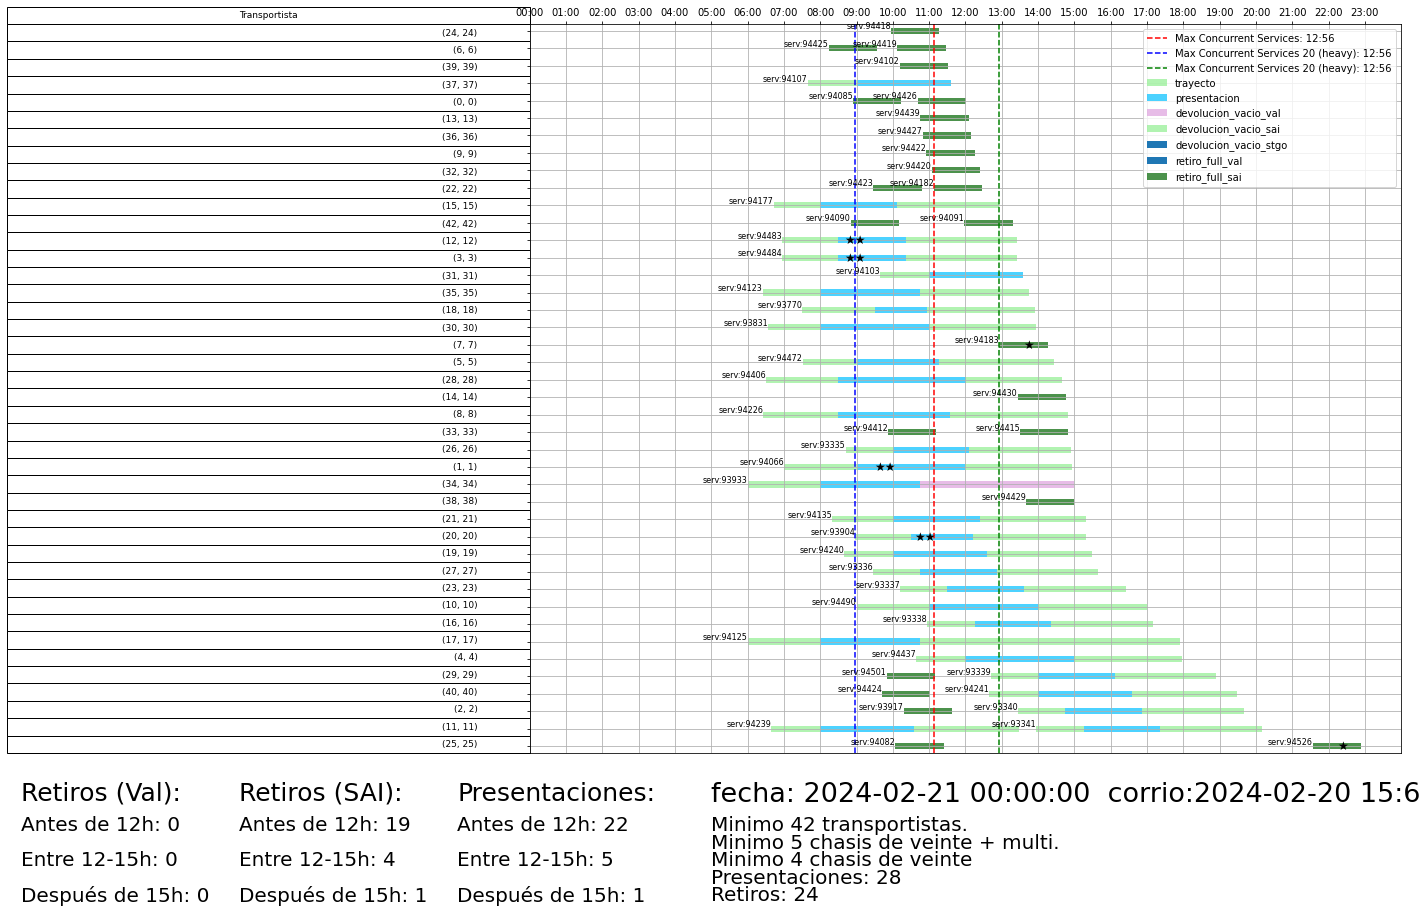 Transportista
00:00 01:00 02:00 03:00 04:00 05:00 06:00 07:00 08:00 09:00 10:00 11:00 12:00 13:00 14:00 15:00 16:00 17:00 18:00 19:00 20:00 21:00 22:00 23:00
Max Concurrent Services: 12:56
Max Concurrent Services 20 (heavy): 12:56
Max Concurrent Services 20 (heavy): 12:56
trayecto
presentacion
devolucion_vacio_val
devolucion_vacio_sai
devolucion_vacio_stgo
retiro_full_val
retiro_full_sai
(24, 24) serv:94418
(6, 6) serv:94425 serv:94419
(39, 39) serv:94102
(37, 37) serv:94107
(0, 0) serv:94085 serv:94426
(13, 13) serv:94439
(36, 36) serv:94427
(9, 9) serv:94422
(32, 32) serv:94420
(22, 22) serv:94423 serv:94182
(15, 15) serv:94177
(42, 42) serv:94090 serv:94091
(12, 12) serv:94483
(3, 3) serv:94484
(31, 31) serv:94103
(35, 35) serv:94123
(18, 18) serv:93770
(30, 30) serv:93831
(7, 7) serv:94183
(5, 5) serv:94472
(28, 28) serv:94406
(14, 14) serv:94430
(8, 8) serv:94226
(33, 33) serv:94412 serv:94415
(26, 26) serv:93335
(1, 1) serv:94066
(34, 34) serv:93933
(38, 38) serv:94429
(21, 21) serv:94135
(20, 20) serv:93904
(19, 19) serv:94240
(27, 27) serv:93336
(23, 23) serv:93337
(10, 10) serv:94490
(16, 16) serv:93338
(17, 17) serv:94125
(4, 4) serv:94437
(29, 29) serv:94501 serv:93339
(40, 40) serv:94424 serv:94241
(2, 2) serv:93917 serv:93340
(11, 11) serv:94239 serv:93341
(25, 25) serv:94082 serv:94526
Retiros (Val):
Antes de 12h: 0
Entre 12-15h: 0
Después de 15h: 0
Retiros (SAI):
Antes de 12h: 19
Entre 12-15h: 4
Después de 15h: 1
Presentaciones:
Antes de 12h: 22
Entre 12-15h: 5
Después de 15h: 1
fecha: 2024-02-21 00:00:00 corrio:2024-02-20 15:6
Minimo 42 transportistas.
Minimo 5 chasis de veinte + multi.
Minimo 4 chasis de veinte
Presentaciones: 28
Retiros: 24